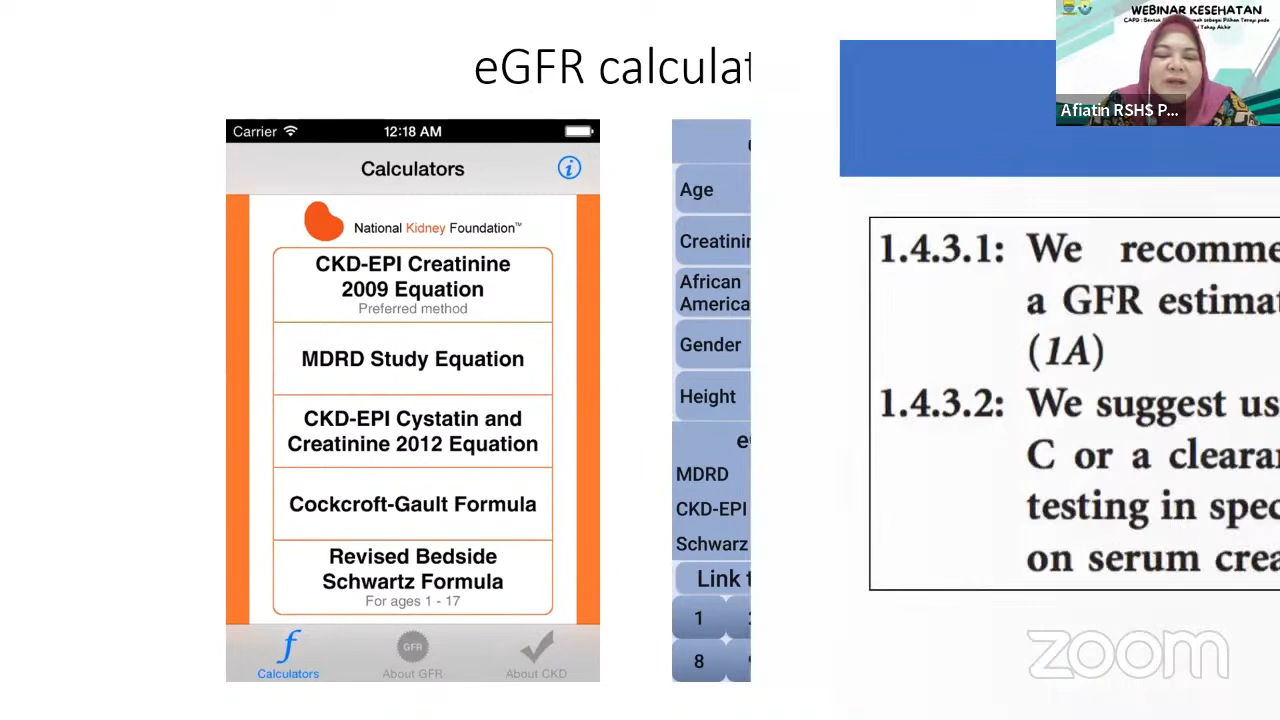 eGFR calculat
Carrier
12:18 AM
Calculators
National Kidney Foundation™
CKD-EPI Creatinine
2009 Equation
Preferred method
MDRD Study Equation
CKD-EPI Cystatin and
Creatinine 2012 Equation
Cockcroft-Gault Formula
Revised Bedside
Schwartz Formula
For ages 1 - 17
GFR
Calculators
About GFR
About CKD
Age
Creatinin
African
America
Gender
Height
MDRD
CKD-EPI
Schwarz
Link t
1
8
WEBINAR KESEHATAN
Afiatin RSHS P...
1.4.3.1: We recomme
a GFR estimat
(1A)
1.4.3.2: We suggest us
C or a clearan
testing in spec
on serum crea
zoom